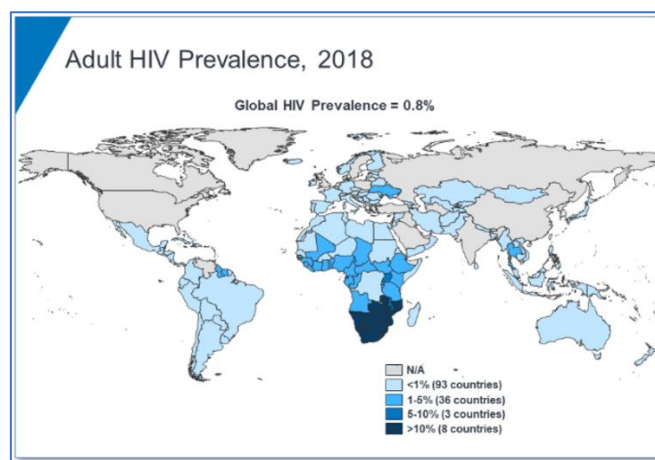 Adult HIV Prevalence, 2018
Global HIV Prevalence = 0.8%
N/A
<1% (93 countries)
1-5% (36 countries)
5-10% (3 countries)
>10% (8 countries)